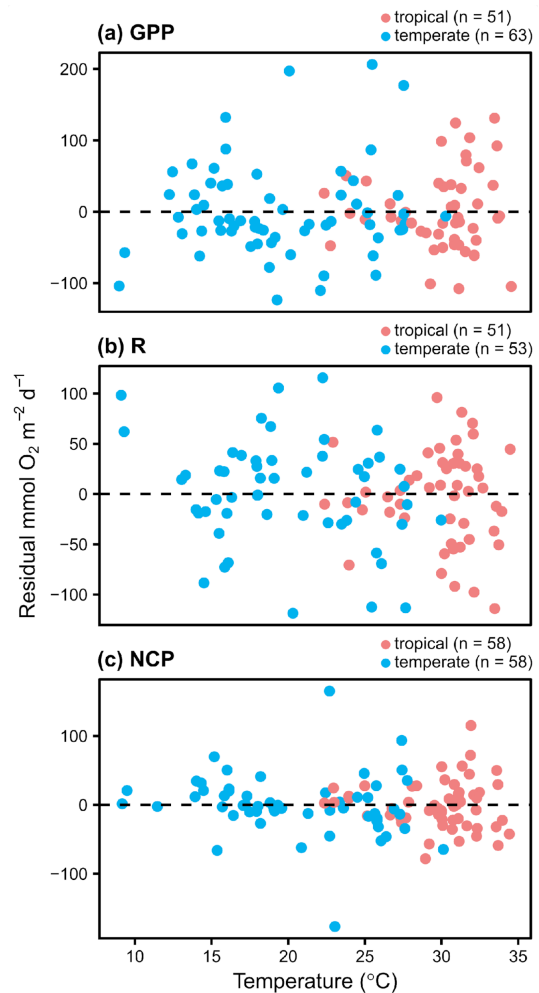 tropical (n = 51)
(a) GPP
temperate (n = 63)
200
100
0
−100
tropical (n = 51)
(b) R
temperate (n = 53)
100
50
0
−50
−100
Residual mmol O₂ m⁻² d⁻¹
tropical (n = 58)
(c) NCP
temperate (n = 58)
100
0
−100
10 15 20 25 30 35
Temperature (°C)